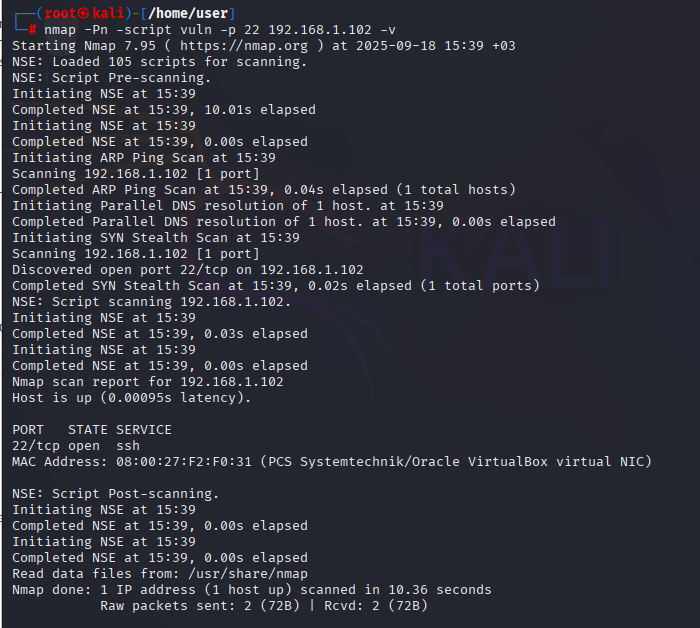 ┌──(root㉿kali)-[/home/user]
└─# nmap -Pn -script vuln -p 22 192.168.1.102 -v
Starting Nmap 7.95 ( https://nmap.org ) at 2025-09-18 15:39 +03
NSE: Loaded 105 scripts for scanning.
NSE: Script Pre-scanning.
Initiating NSE at 15:39
Completed NSE at 15:39, 10.01s elapsed
Initiating NSE at 15:39
Completed NSE at 15:39, 0.00s elapsed
Initiating ARP Ping Scan at 15:39
Scanning 192.168.1.102 [1 port]
Completed ARP Ping Scan at 15:39, 0.04s elapsed (1 total hosts)
Initiating Parallel DNS resolution of 1 host. at 15:39
Completed Parallel DNS resolution of 1 host. at 15:39, 0.00s elapsed
Initiating SYN Stealth Scan at 15:39
Scanning 192.168.1.102 [1 port]
Discovered open port 22/tcp on 192.168.1.102
Completed SYN Stealth Scan at 15:39, 0.02s elapsed (1 total ports)
NSE: Script scanning 192.168.1.102.
Initiating NSE at 15:39
Completed NSE at 15:39, 0.03s elapsed
Initiating NSE at 15:39
Completed NSE at 15:39, 0.00s elapsed
Nmap scan report for 192.168.1.102
Host is up (0.00095s latency).

PORT   STATE SERVICE
22/tcp open  ssh
MAC Address: 08:00:27:F2:F0:31 (PCS Systemtechnik/Oracle VirtualBox virtual NIC)

NSE: Script Post-scanning.
Initiating NSE at 15:39
Completed NSE at 15:39, 0.00s elapsed
Initiating NSE at 15:39
Completed NSE at 15:39, 0.00s elapsed
Read data files from: /usr/share/nmap
Nmap done: 1 IP address (1 host up) scanned in 10.36 seconds
           Raw packets sent: 2 (72B) | Rcvd: 2 (72B)
KALI